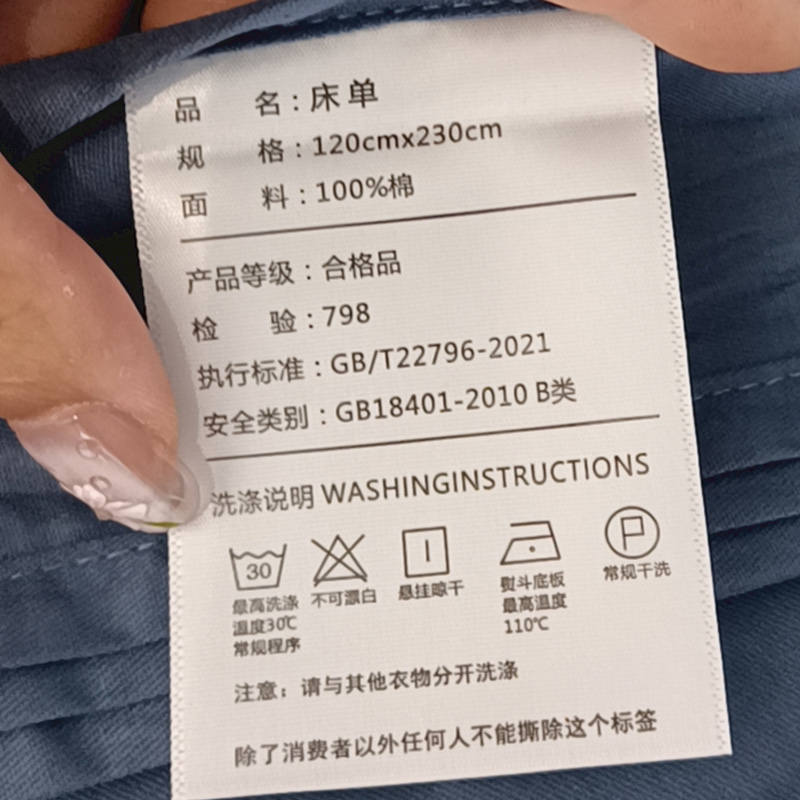 品 名：床单
规 格：120cmx230cm
面 料：100%棉
产品等级：合格品
检 验：798
执行标准：GB/T22796-2021
安全类别：GB18401-2010 B类
洗涤说明 WASHINGINSTRUCTIONS
30
P
最高洗涤温度30℃常规程序
不可漂白
悬挂晾干
熨斗底板最高温度110℃
常规干洗
注意：请与其他衣物分开洗涤
除了消费者以外任何人不能撕除这个标签